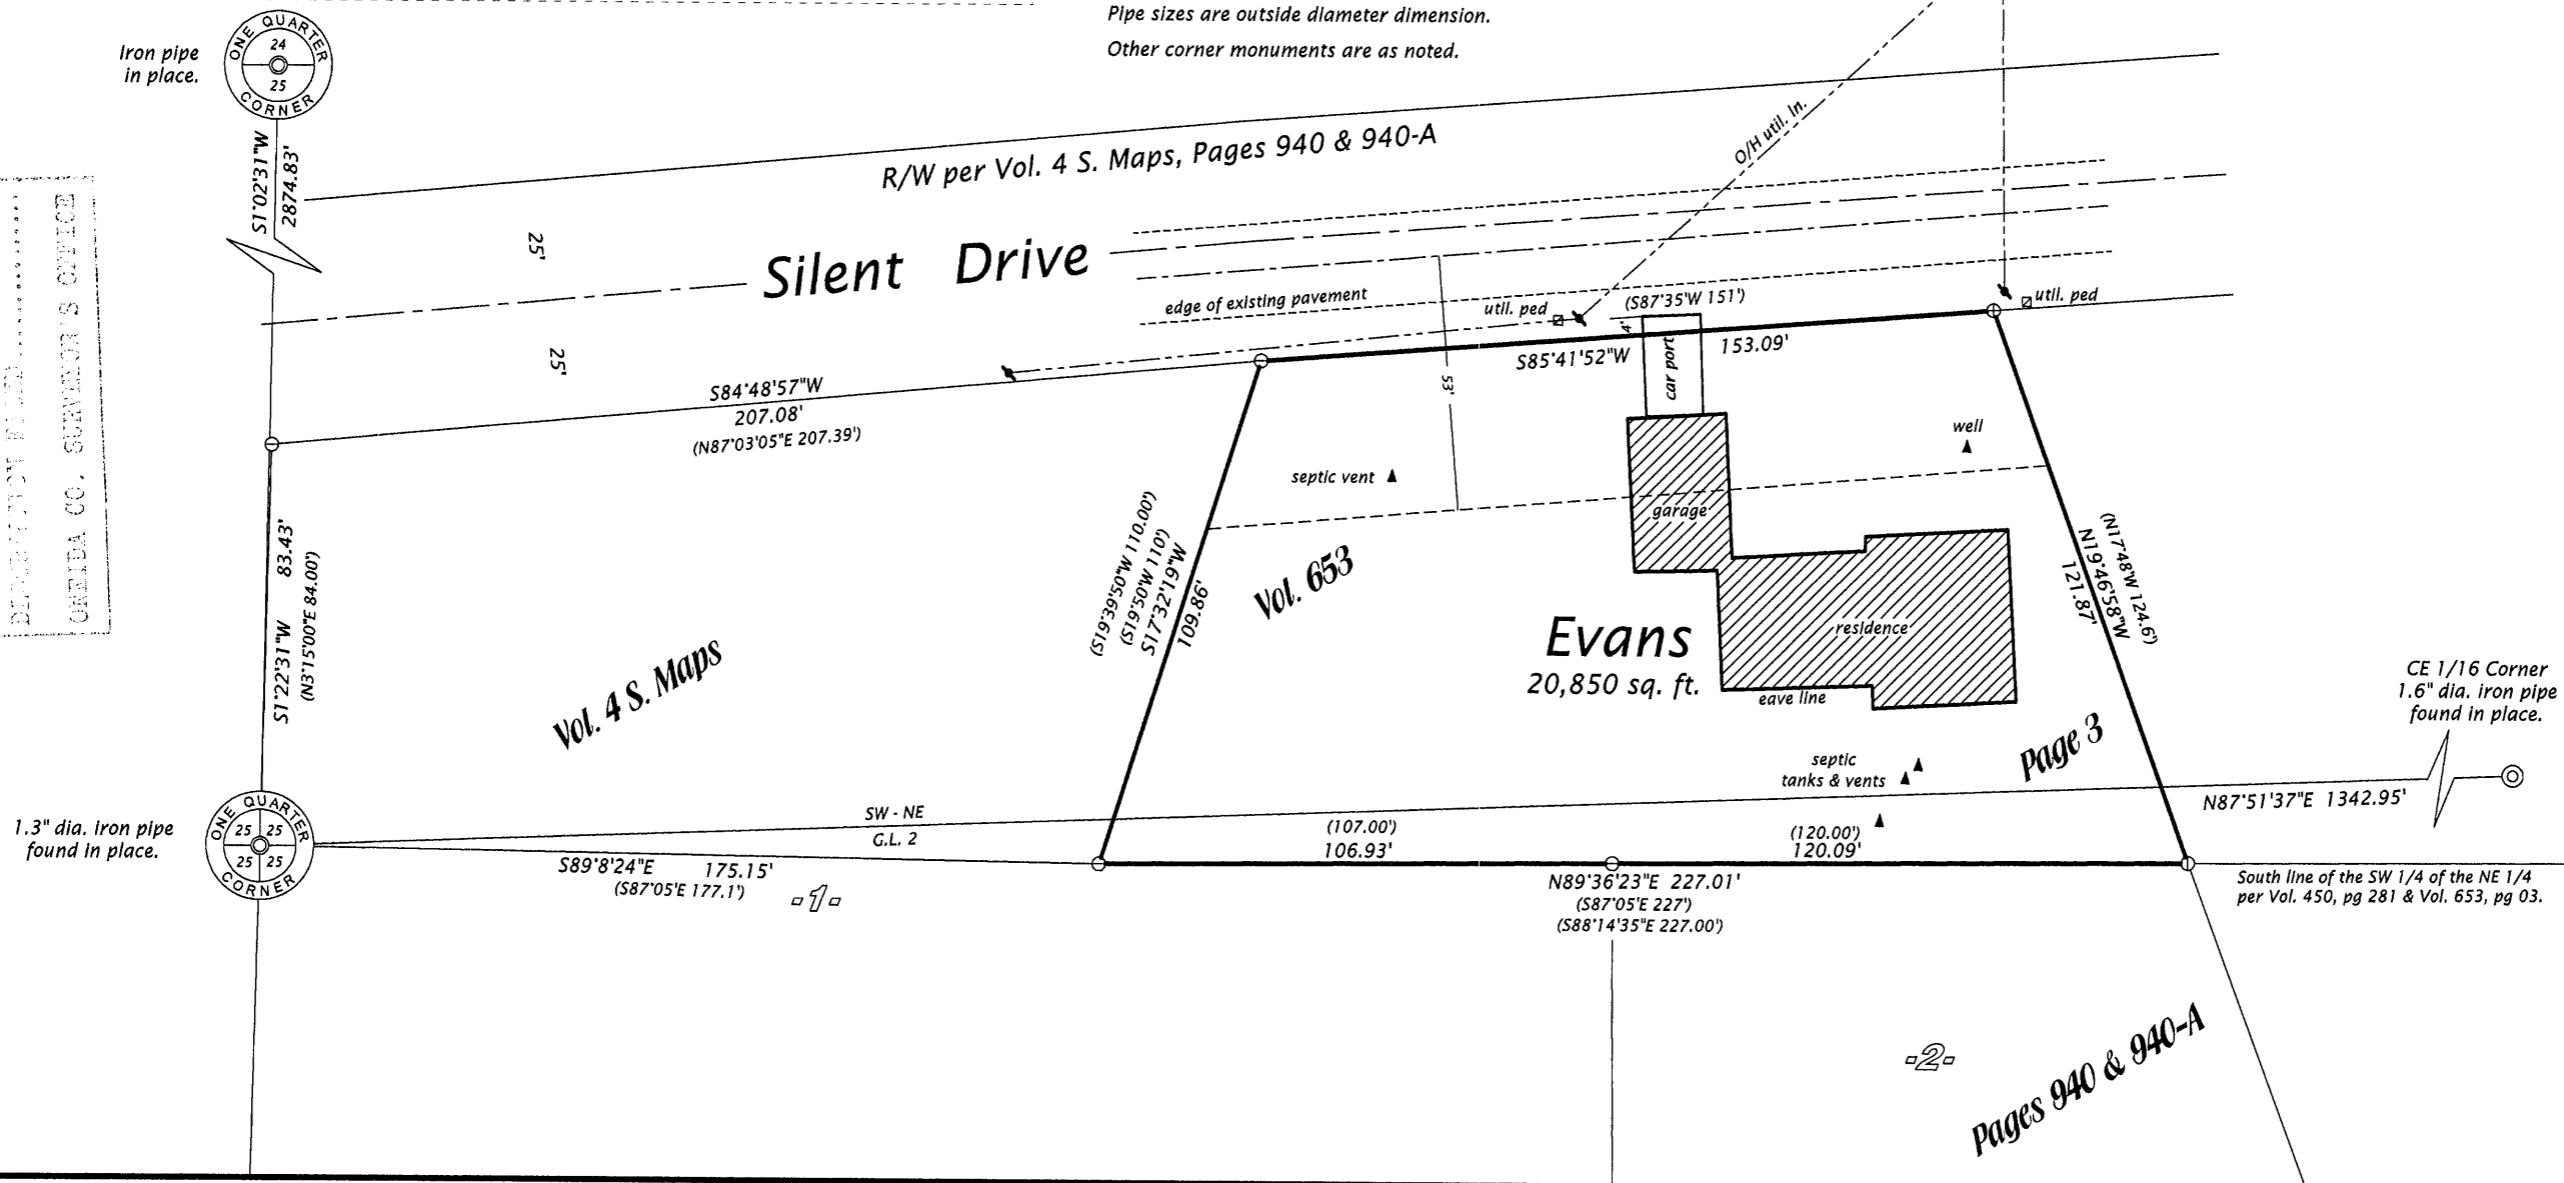 Pipe sizes are outside diameter dimension.
Other corner monuments are as noted.
Iron pipe
in place.
ONE QUARTER
24
25
CORNER
S1°02'31"W
2874.83'
R/W per Vol. 4 S. Maps, Pages 940 & 940-A
O/H util. ln.
25'
Silent Drive
25'
edge of existing pavement
util. ped
(S87°35'W 151')
util. ped
4'
S85°41'52"W
153.09'
car port
53'
S84°48'57"W
207.08'
(N87°03'05"E 207.39')
CO. SURVEYOR'S OFFICE
well
septic vent
garage
S1°22'31"W 83.43'
(N3°15'00"E 84.00')
(S19°39'50"W 110.00')
(S19°50'W 110')
S17°32'19"W
109.86'
Vol. 653
(N17°48'W 124.6')
N19°46'58"W
121.87'
Evans
20,850 sq. ft.
residence
eave line
Vol. 4 S. Maps
Page 3
CE 1/16 Corner
1.6" dia. iron pipe
found in place.
septic
tanks & vents
N87°51'37"E 1342.95'
1.3" dia. iron pipe
found in place.
ONE QUARTER
25 25
25 25
CORNER
SW - NE
G.L. 2
(107.00')
106.93'
(120.00')
120.09'
S89°8'24"E 175.15'
(S87°05'E 177.1')
-1-
N89°36'23"E 227.01'
(S87°05'E 227')
(S88°14'35"E 227.00')
South line of the SW 1/4 of the NE 1/4
per Vol. 450, pg 281 & Vol. 653, pg 03.
-2-
Pages 940 & 940-A